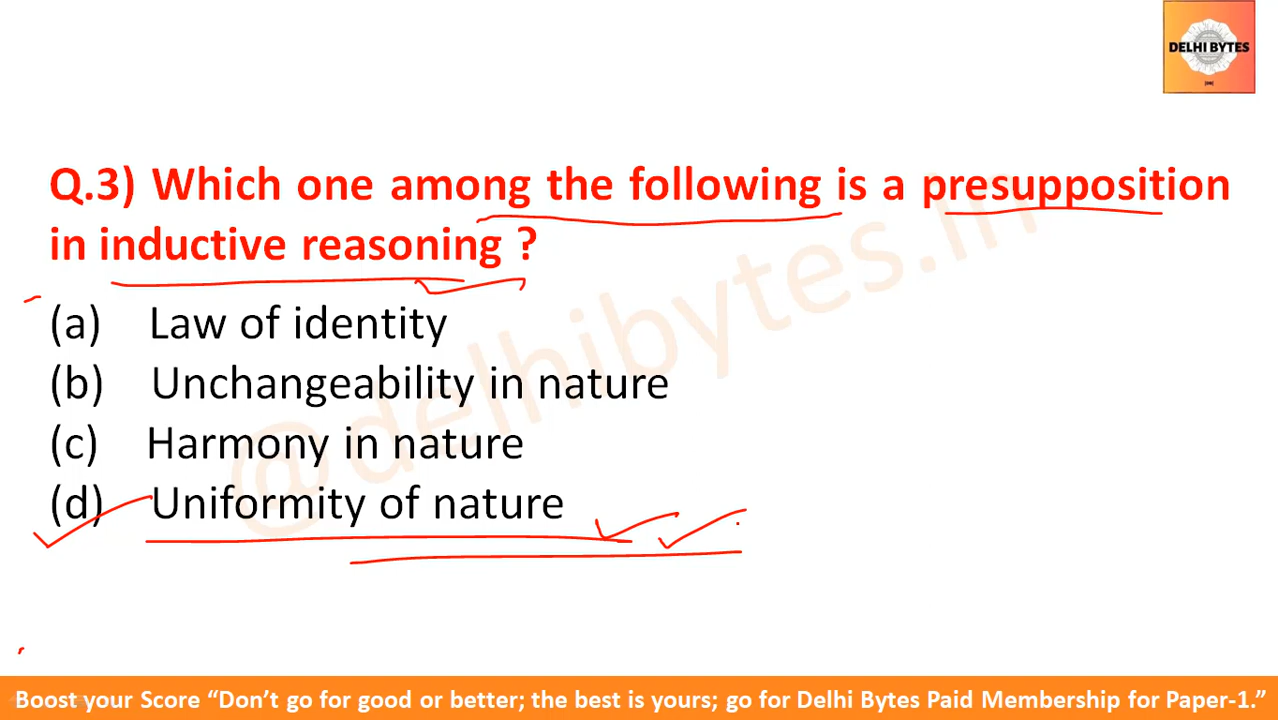 DELHI BYTES
Q.3) Which one among the following is a presupposition
in inductive reasoning ?
(a) Law of identity
(b) Unchangeability in nature
(c) Harmony in nature
(d) Uniformity of nature
@delhibytes.in
Boost your Score “Don’t go for good or better; the best is yours; go for Delhi Bytes Paid Membership for Paper-1.”